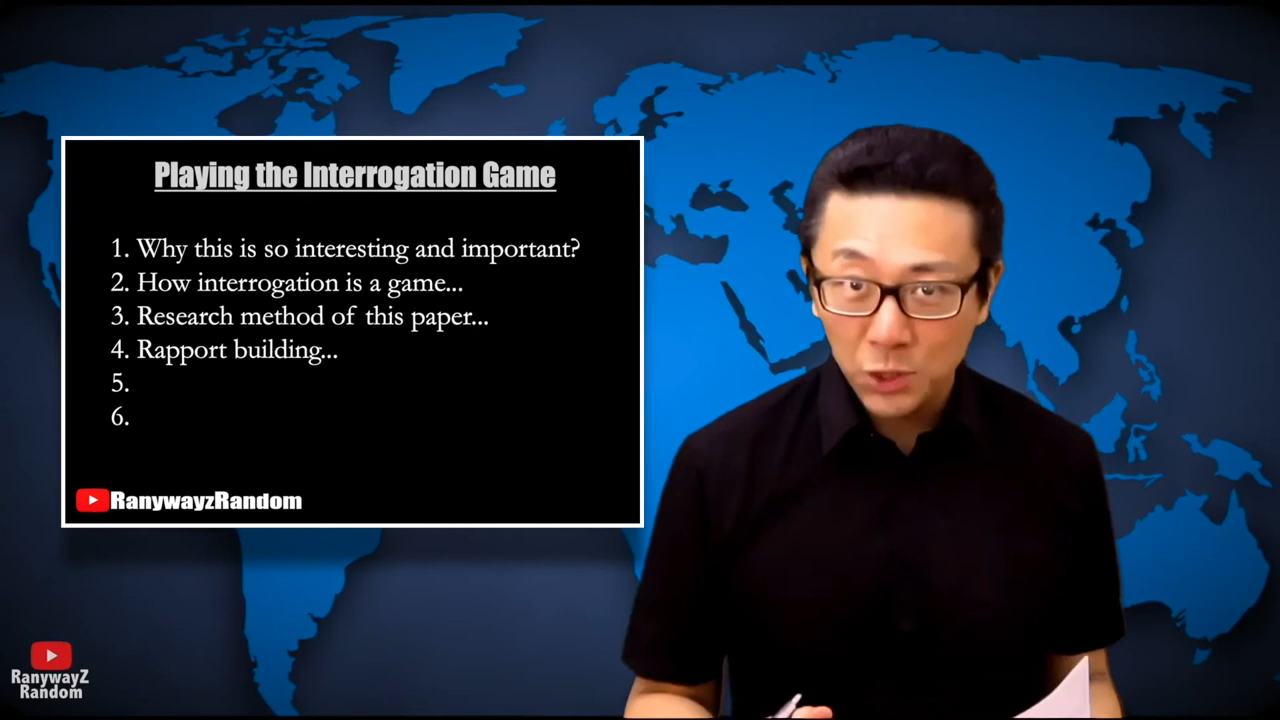 Playing the Interrogation Game
1. Why this is so interesting and important?
2. How interrogation is a game...
3. Research method of this paper...
4. Rapport building...
5.
6.
RanywayzRandom
RanywayZ
Random